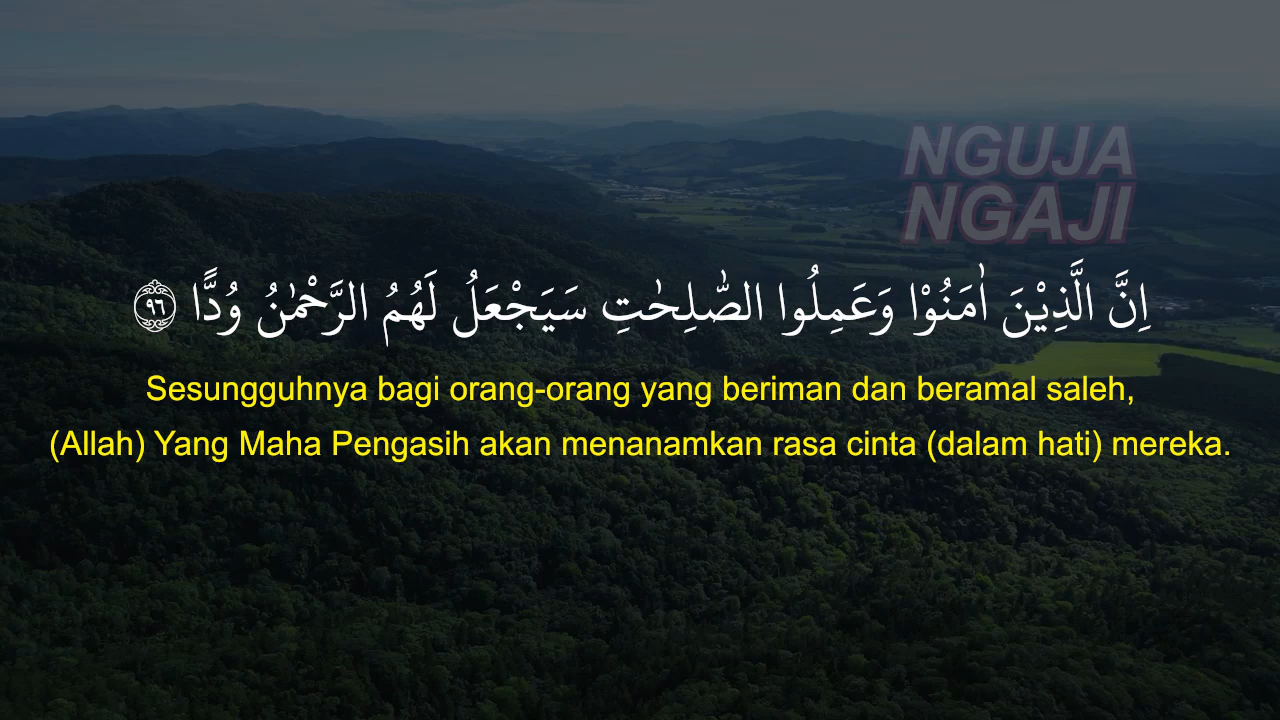 NGUJA
NGAJI
اِنَّ الَّذِيْنَ اٰمَنُوْا وَعَمِلُوا الصّٰلِحٰتِ سَيَجْعَلُ لَهُمُ الرَّحْمٰنُ وُدًّا ۝٩٦
Sesungguhnya bagi orang-orang yang beriman dan beramal saleh,
(Allah) Yang Maha Pengasih akan menanamkan rasa cinta (dalam hati) mereka.